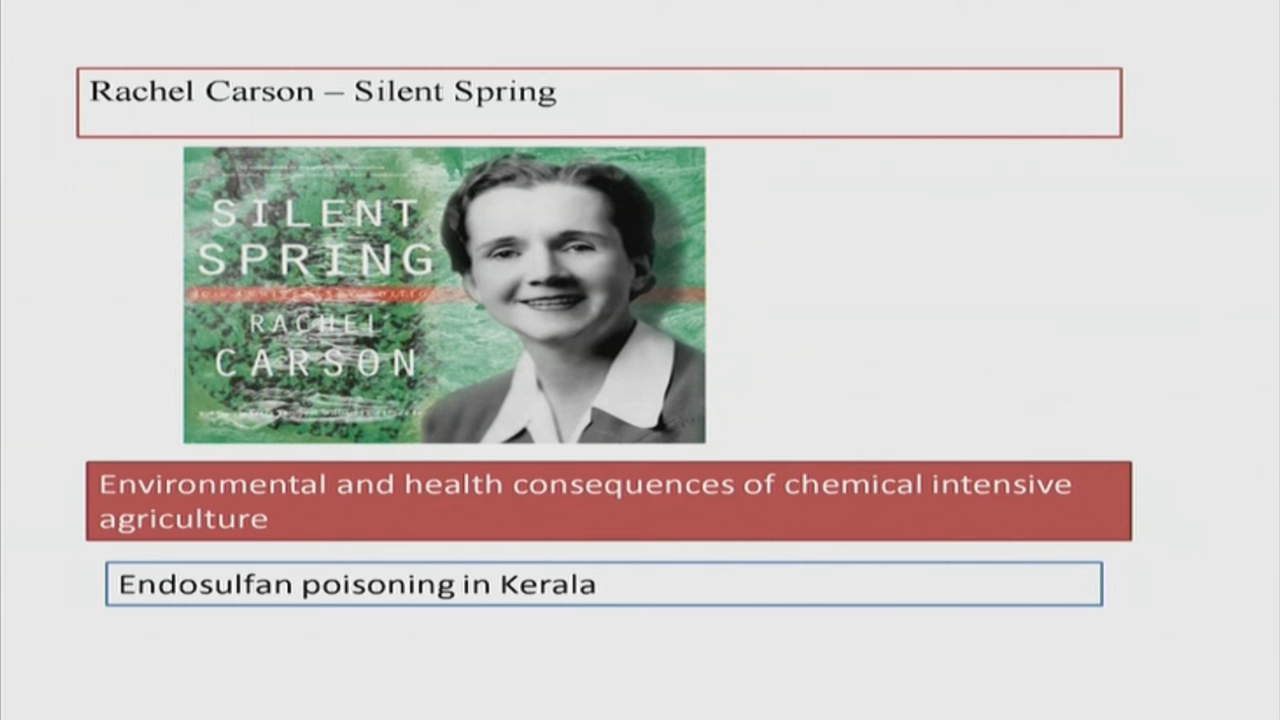 Rachel Carson – Silent Spring
SILENT
SPRING
RACHEL
CARSON
Environmental and health consequences of chemical intensive
agriculture
Endosulfan poisoning in Kerala